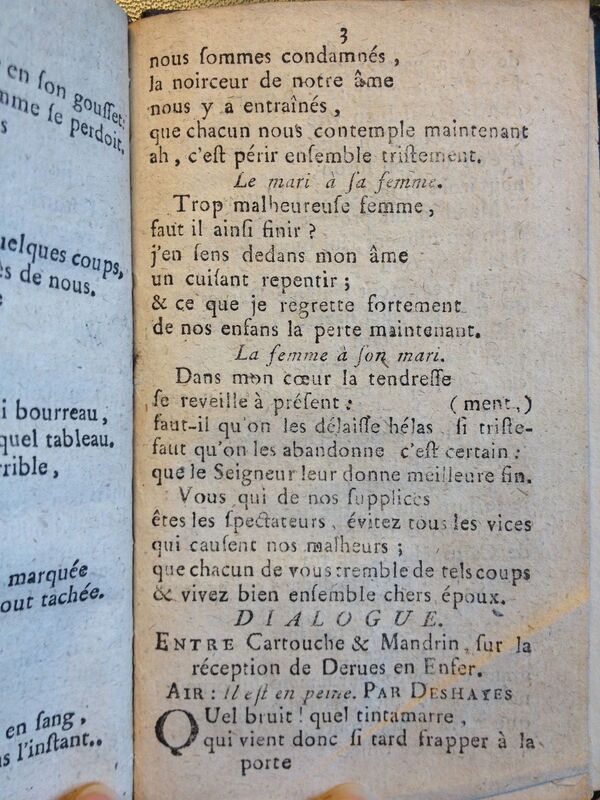 en son gousset:
mme se perdoit.
s
uelques coups,
ès de nous.
e
i bourreau,
quel tableau.
rrible,
marquée
out tachée.
en sang,
s l'instant..
3
nous sommes condamnés,
la noirceur de notre âme
nous y a entraînés,
que chacun nous contemple maintenant
ah, c'est périr ensemble tristement.
Le mari à sa femme.
Trop malheureuse femme,
faut il ainsi finir ?
j'en sens dedans mon âme
un cuisant repentir ;
& ce que je regrette fortement
de nos enfans la perte maintenant.
La femme à son mari.
Dans mon cœur la tendresse
se reveille à présent : (ment,)
faut-il qu'on les délaisse hélas si triste-
faut qu'on les abandonne c'est certain :
que le Seigneur leur donne meilleure fin.
Vous qui de nos supplices
êtes les spectateurs, évitez tous les vices
qui causent nos malheurs ;
que chacun de vous tremble de tels coups
& vivez bien ensemble chers époux.
DIALOGUE.
ENTRE Cartouche & Mandrin, sur la
réception de Derues en Enfer.
AIR : Il est en peine. PAR DESHAYES
QUel bruit ! quel tintamarre,
qui vient donc si tard frapper à la
porte